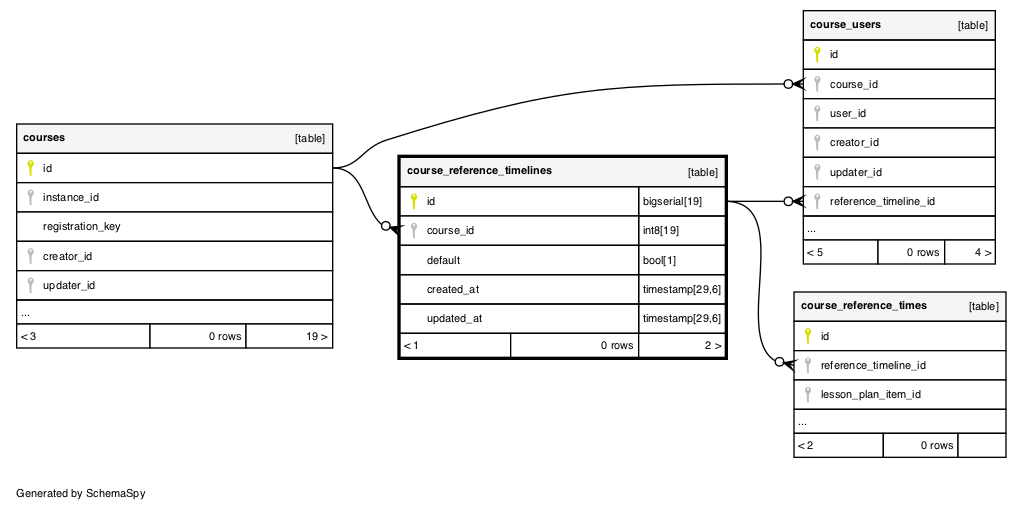 course_users [table]
id
course_id
user_id
creator_id
updater_id
reference_timeline_id
...
< 5 0 rows 4 >
courses [table]
id
instance_id
registration_key
creator_id
updater_id
...
< 3 0 rows 19 >
course_reference_timelines [table]
id bigserial[19]
course_id int8[19]
default bool[1]
created_at timestamp[29,6]
updated_at timestamp[29,6]
< 1 0 rows 2 >
course_reference_times [table]
id
reference_timeline_id
lesson_plan_item_id
...
< 2 0 rows
Generated by SchemaSpy